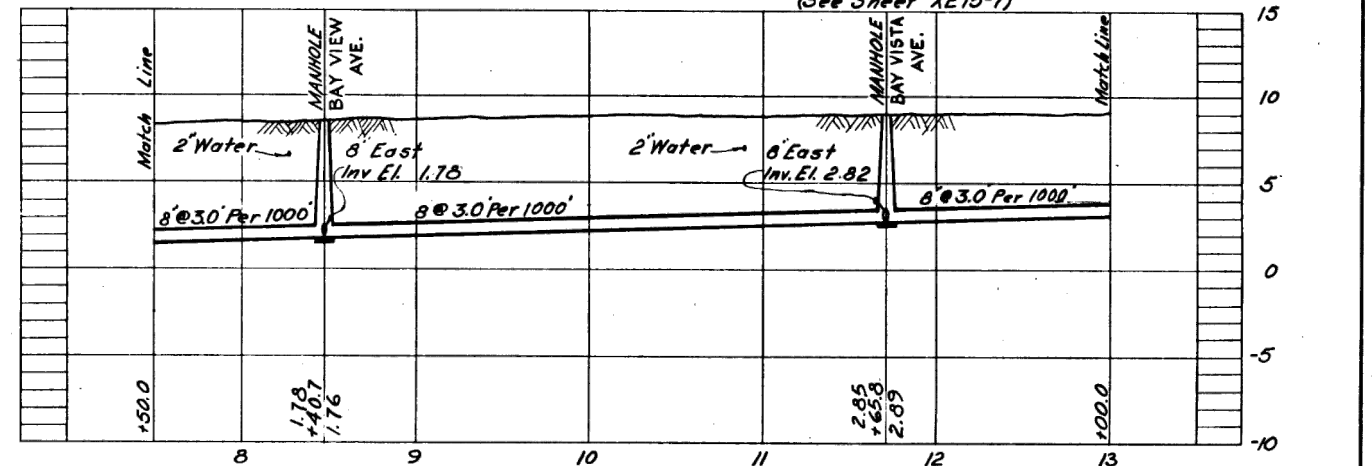 (See Sheet XE15-1)
15
10
5
0
-5
-10
Match Line
MANHOLE
BAY VIEW
AVE.
MANHOLE
BAY VISTA
AVE.
Match Line
2" Water
8" East
Inv El. 1.78
2" Water
8" East
Inv. El. 2.82
8" @ 3.0' Per 1000'
8" @ 3.0' Per 1000'
8" @ 3.0' Per 1000'
+50.0
1.78
+40.7
1.76
2.85
+65.8
2.89
+00.0
8
9
10
11
12
13